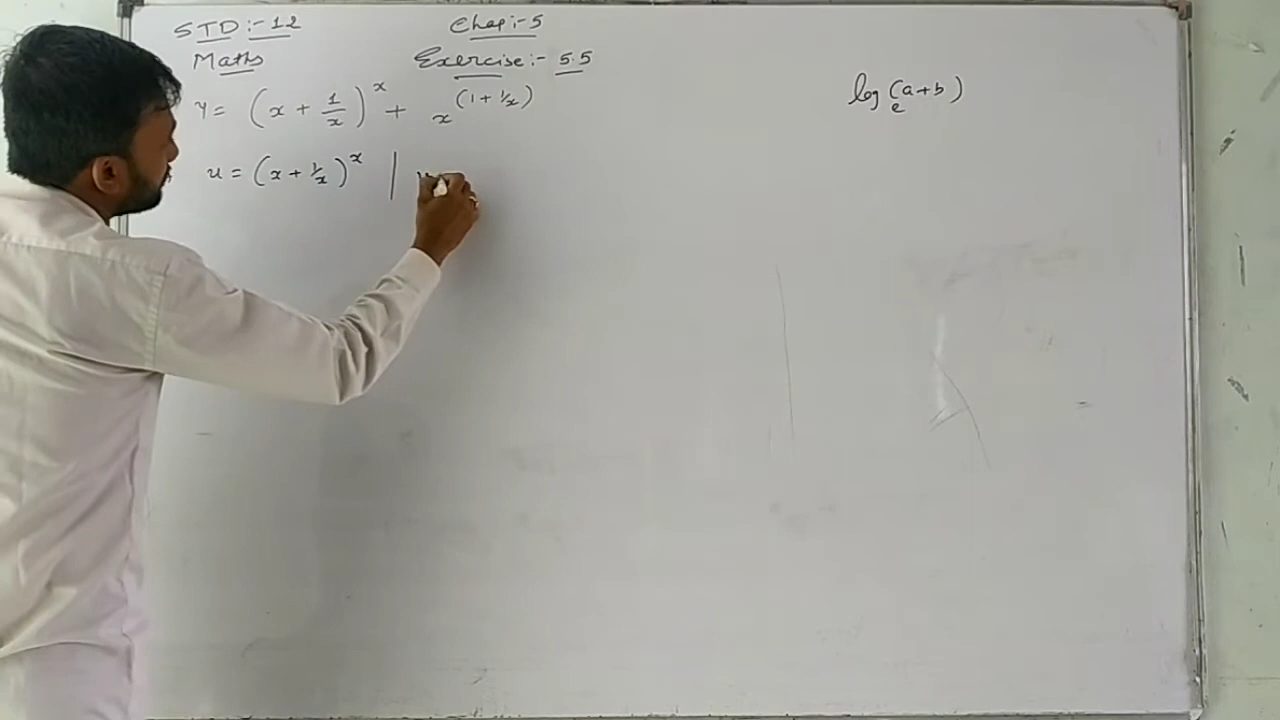 STD :- 12
Chap :- 5
Maths
Exercise :- 5.5
y = (x + 1/x)^x + x^(1 + 1/x)
log_e(a+b)
u = (x + 1/x)^x |